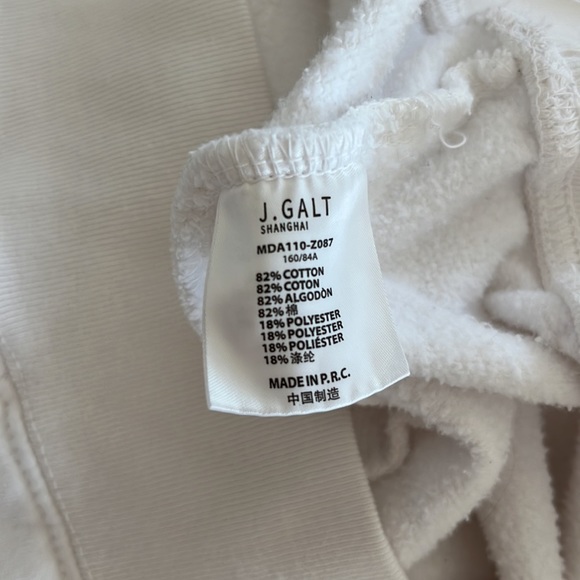 J.GALT
SHANGHAI
MDA110-Z087
160/84A
82% COTTON
82% COTON
82% ALGODÓN
82% 棉
18% POLYESTER
18% POLYESTER
18% POLIÉSTER
18% 涤纶
MADE IN P.R.C.
中国制造